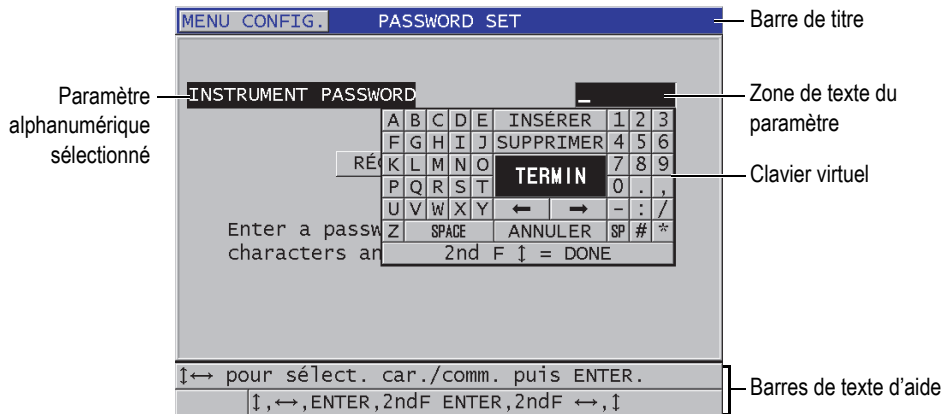 MENU CONFIG. PASSWORD SET
Barre de titre
INSTRUMENT PASSWORD _
Paramètre
alphanumérique
sélectionné
Zone de texte du
paramètre
A B C D E INSÉRER 1 2 3
F G H I J SUPPRIMER 4 5 6
K L M N O TERMIN 7 8 9
P Q R S T 0 . ,
U V W X Y ← → - : /
Z SPACE ANNULER SP # *
2nd F ↕ = DONE
Clavier virtuel
RÉ
Enter a passw
characters an
↕↔ pour sélect. car./comm. puis ENTER.
↕,↔,ENTER,2ndF ENTER,2ndF ↔,↕
Barres de texte d'aide